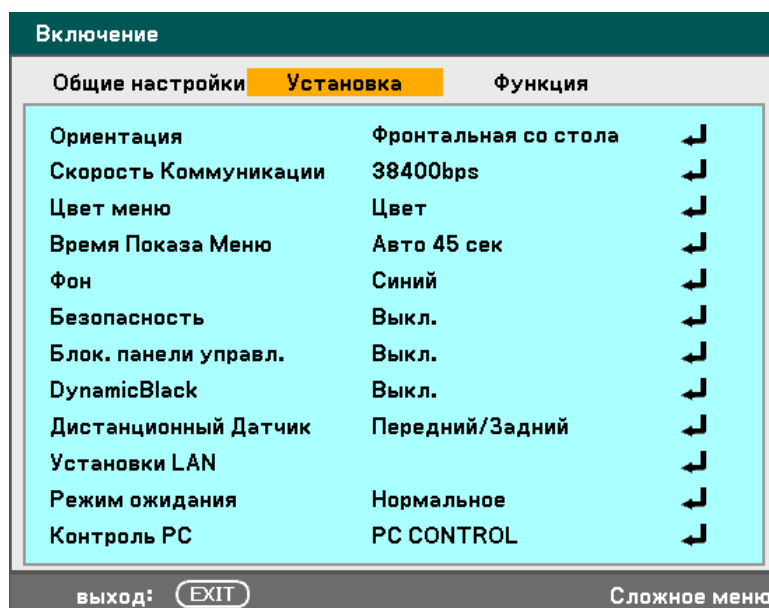 Включение
Общие настройки Установка Функция
Ориентация Фронтальная со стола
Скорость Коммуникации 38400bps
Цвет меню Цвет
Время Показа Меню Авто 45 сек
Фон Синий
Безопасность Выкл.
Блок. панели управл. Выкл.
DynamicBlack Выкл.
Дистанционный Датчик Передний/Задний
Установки LAN
Режим ожидания Нормальное
Контроль PC PC CONTROL
выход: EXIT Сложное меню